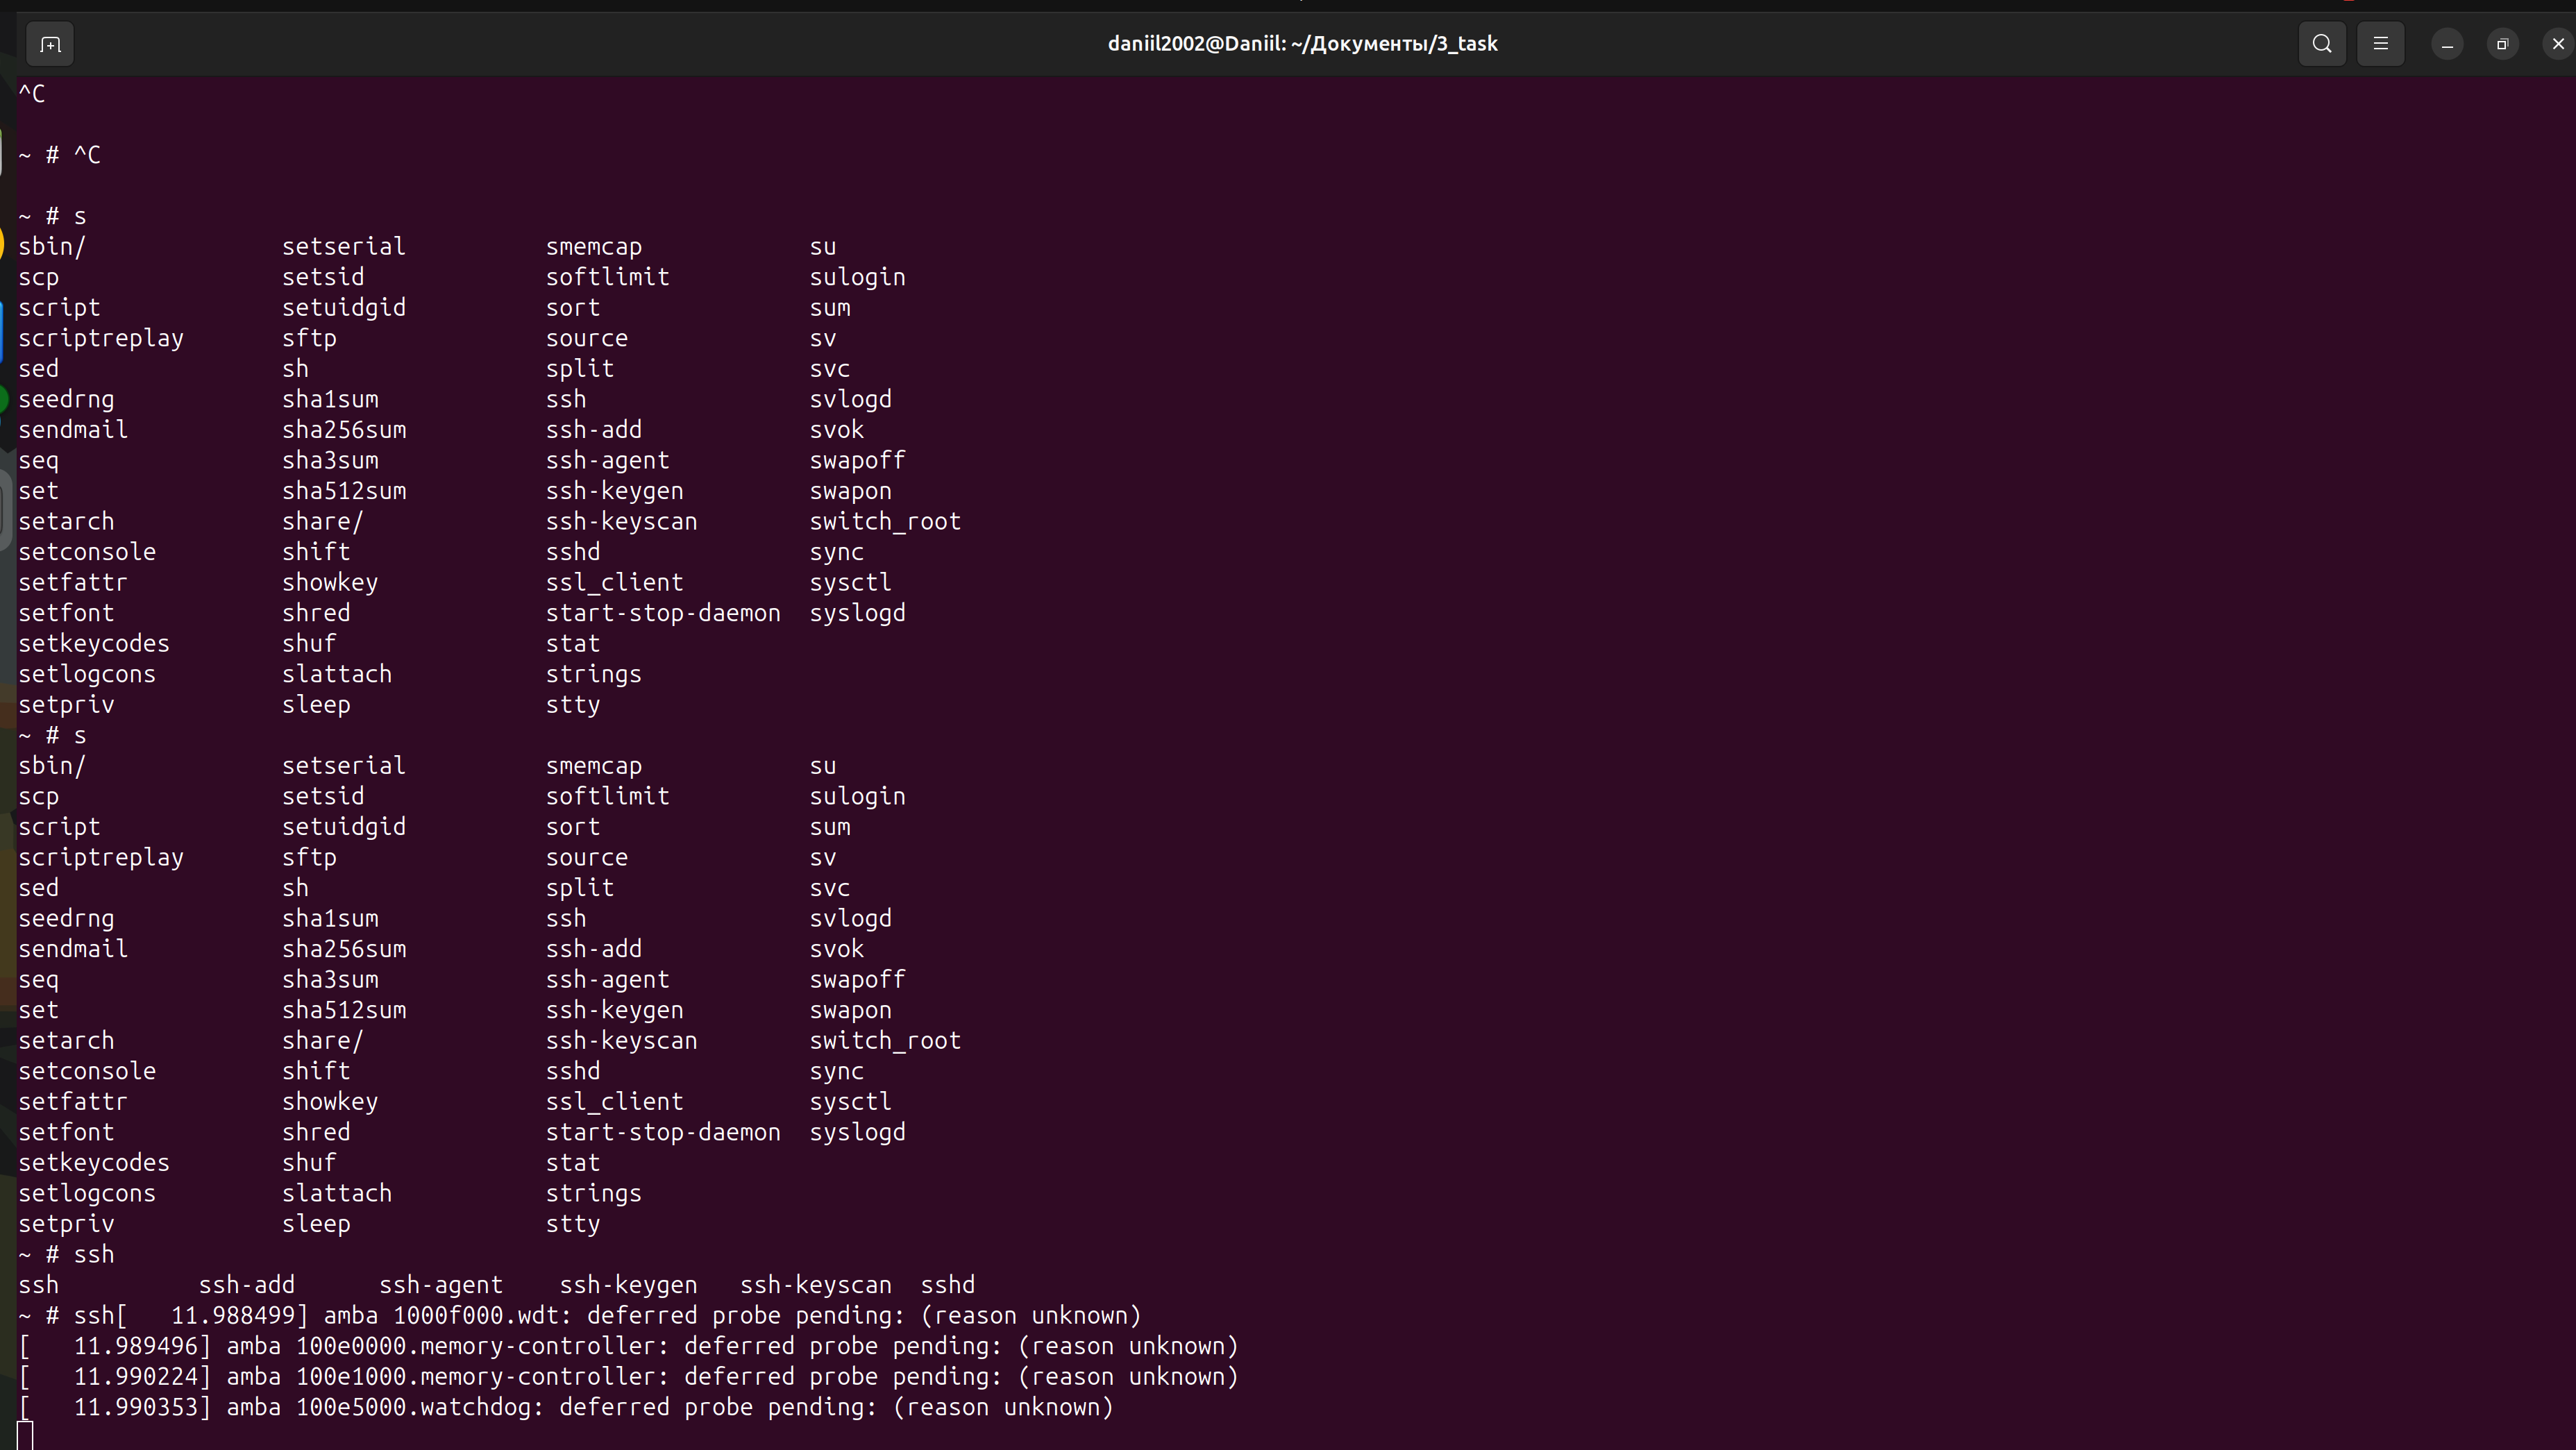 daniil2002@Daniil: ~/Документы/3_task
^C
~ # ^C
~ # s
sbin/ setserial smemcap su
scp setsid softlimit sulogin
script setuidgid sort sum
scriptreplay sftp source sv
sed sh split svc
seedrng sha1sum ssh svlogd
sendmail sha256sum ssh-add svok
seq sha3sum ssh-agent swapoff
set sha512sum ssh-keygen swapon
setarch share/ ssh-keyscan switch_root
setconsole shift sshd sync
setfattr showkey ssl_client sysctl
setfont shred start-stop-daemon syslogd
setkeycodes shuf stat
setlogcons slattach strings
setpriv sleep stty
~ # s
sbin/ setserial smemcap su
scp setsid softlimit sulogin
script setuidgid sort sum
scriptreplay sftp source sv
sed sh split svc
seedrng sha1sum ssh svlogd
sendmail sha256sum ssh-add svok
seq sha3sum ssh-agent swapoff
set sha512sum ssh-keygen swapon
setarch share/ ssh-keyscan switch_root
setconsole shift sshd sync
setfattr showkey ssl_client sysctl
setfont shred start-stop-daemon syslogd
setkeycodes shuf stat
setlogcons slattach strings
setpriv sleep stty
~ # ssh
ssh ssh-add ssh-agent ssh-keygen ssh-keyscan sshd
~ # ssh[   11.988499] amba 1000f000.wdt: deferred probe pending: (reason unknown)
[   11.989496] amba 100e0000.memory-controller: deferred probe pending: (reason unknown)
[   11.990224] amba 100e1000.memory-controller: deferred probe pending: (reason unknown)
[   11.990353] amba 100e5000.watchdog: deferred probe pending: (reason unknown)